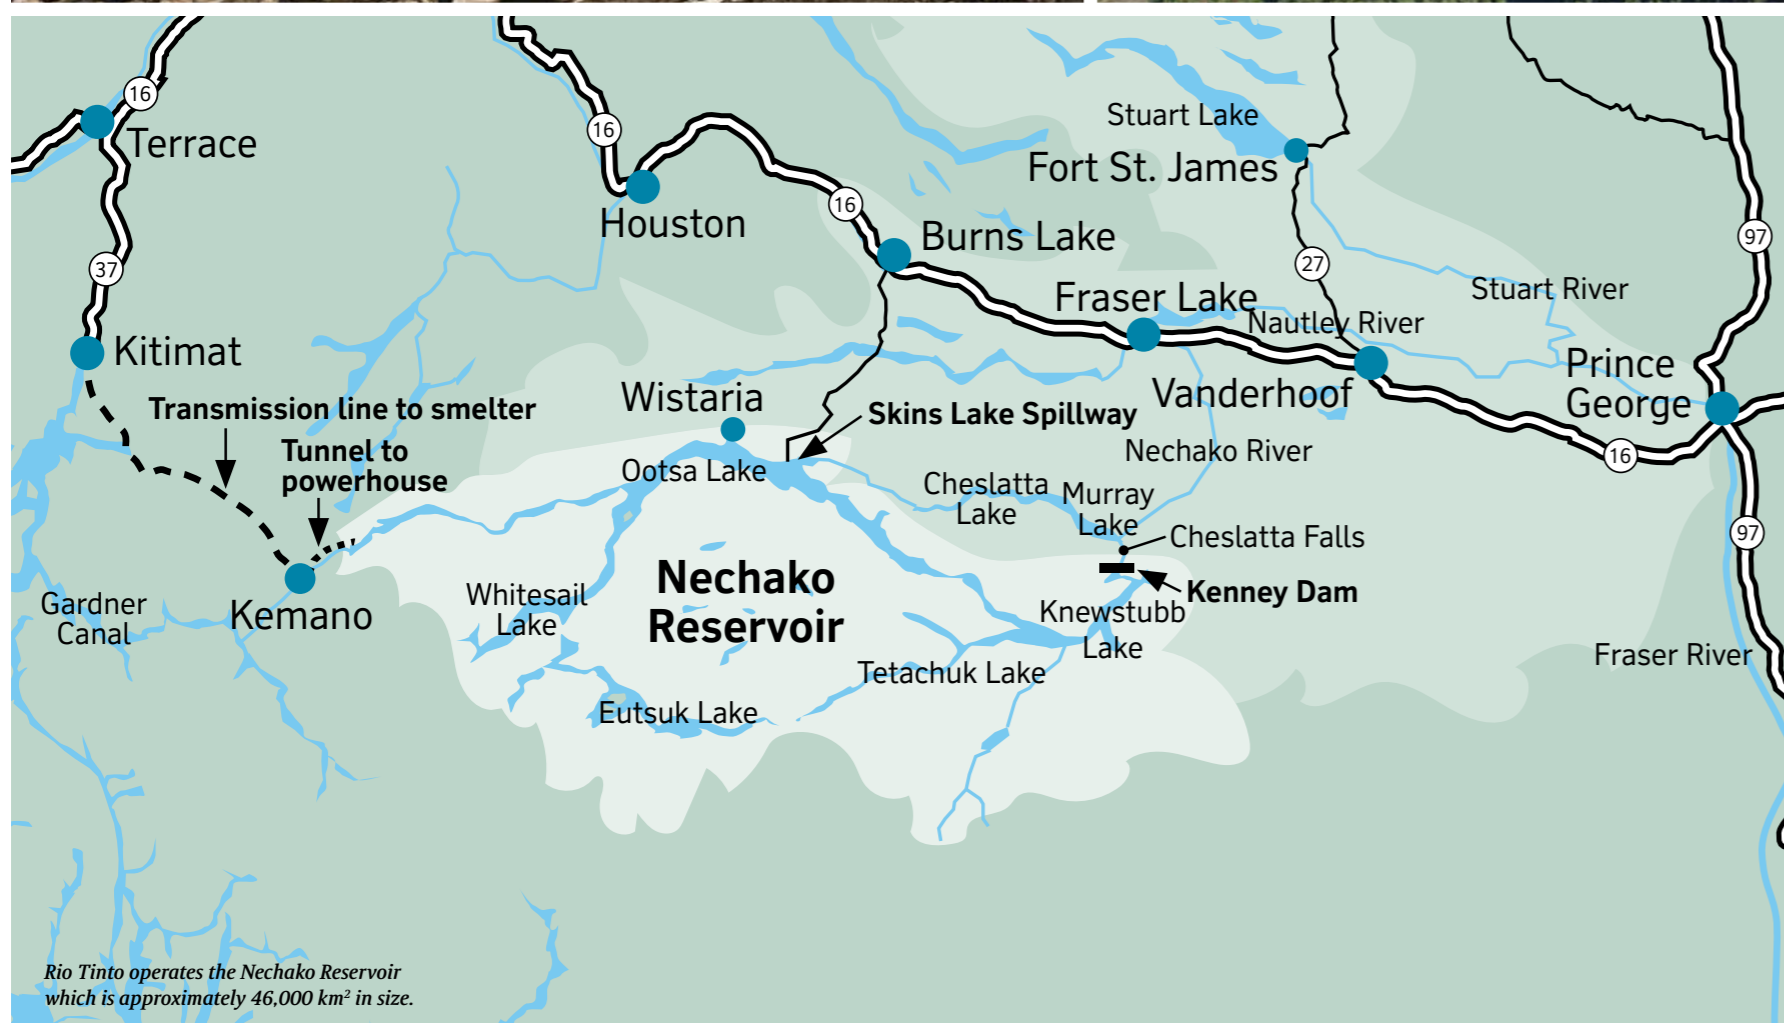 16
Terrace
37
Kitimat
16
Houston
16
Burns Lake
Stuart Lake
Fort St. James
27
97
Stuart River
Fraser Lake
Nautley River
Vanderhoof
Prince
George
Wistaria
Skins Lake Spillway
Transmission line to smelter
Tunnel to
powerhouse
Ootsa Lake
Nechako River
16
Cheslatta
Lake
Murray
Lake
Cheslatta Falls
97
Kenney Dam
Nechako
Reservoir
Whitesail
Lake
Gardner
Canal
Kemano
Knewstubb
Lake
Tetachuk Lake
Eutsuk Lake
Fraser River
Rio Tinto operates the Nechako Reservoir
which is approximately 46,000 km² in size.